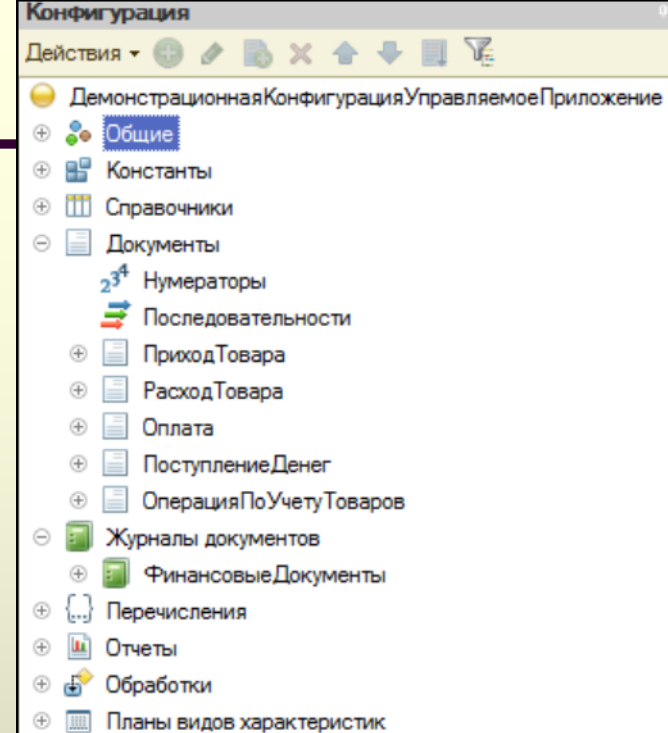 Конфигурация
Действия
ДемонстрационнаяКонфигурацияУправляемоеПриложение
Общие
Константы
Справочники
Документы
Нумераторы
Последовательности
ПриходТовара
РасходТовара
Оплата
ПоступлениеДенег
ОперацияПоУчетуТоваров
Журналы документов
ФинансовыеДокументы
Перечисления
Отчеты
Обработки
Планы видов характеристик